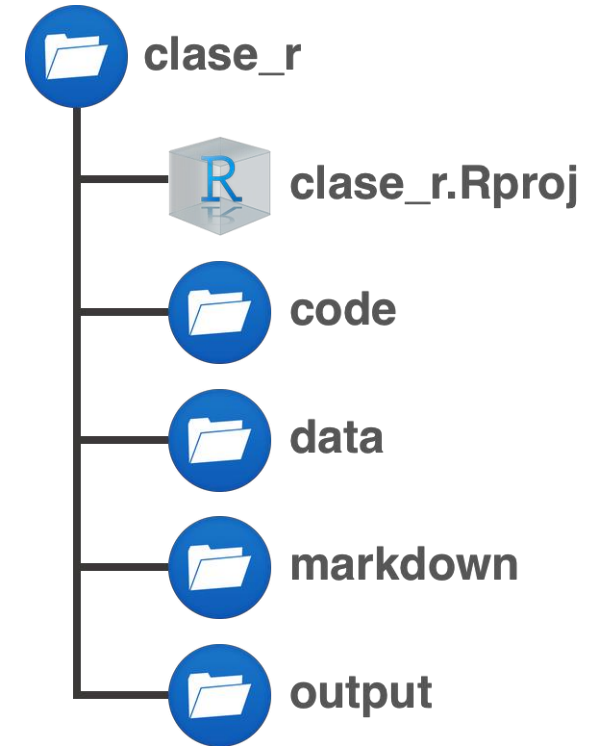 clase_r
R
clase_r.Rproj
code
data
markdown
output